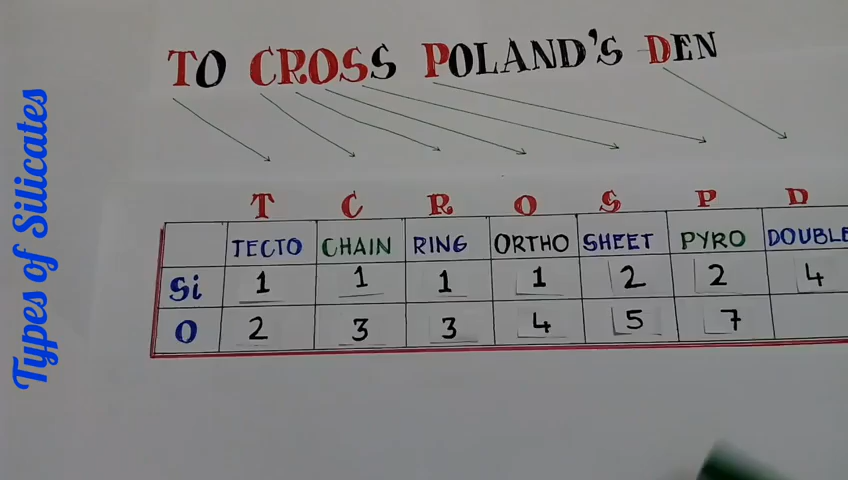 TO CROSS POLAND'S DEN
Types of Silicates
T C R O S P D
TECTO CHAIN RING ORTHO SHEET PYRO DOUBLE
Si 1 1 1 1 2 2 4
O 2 3 3 4 5 7